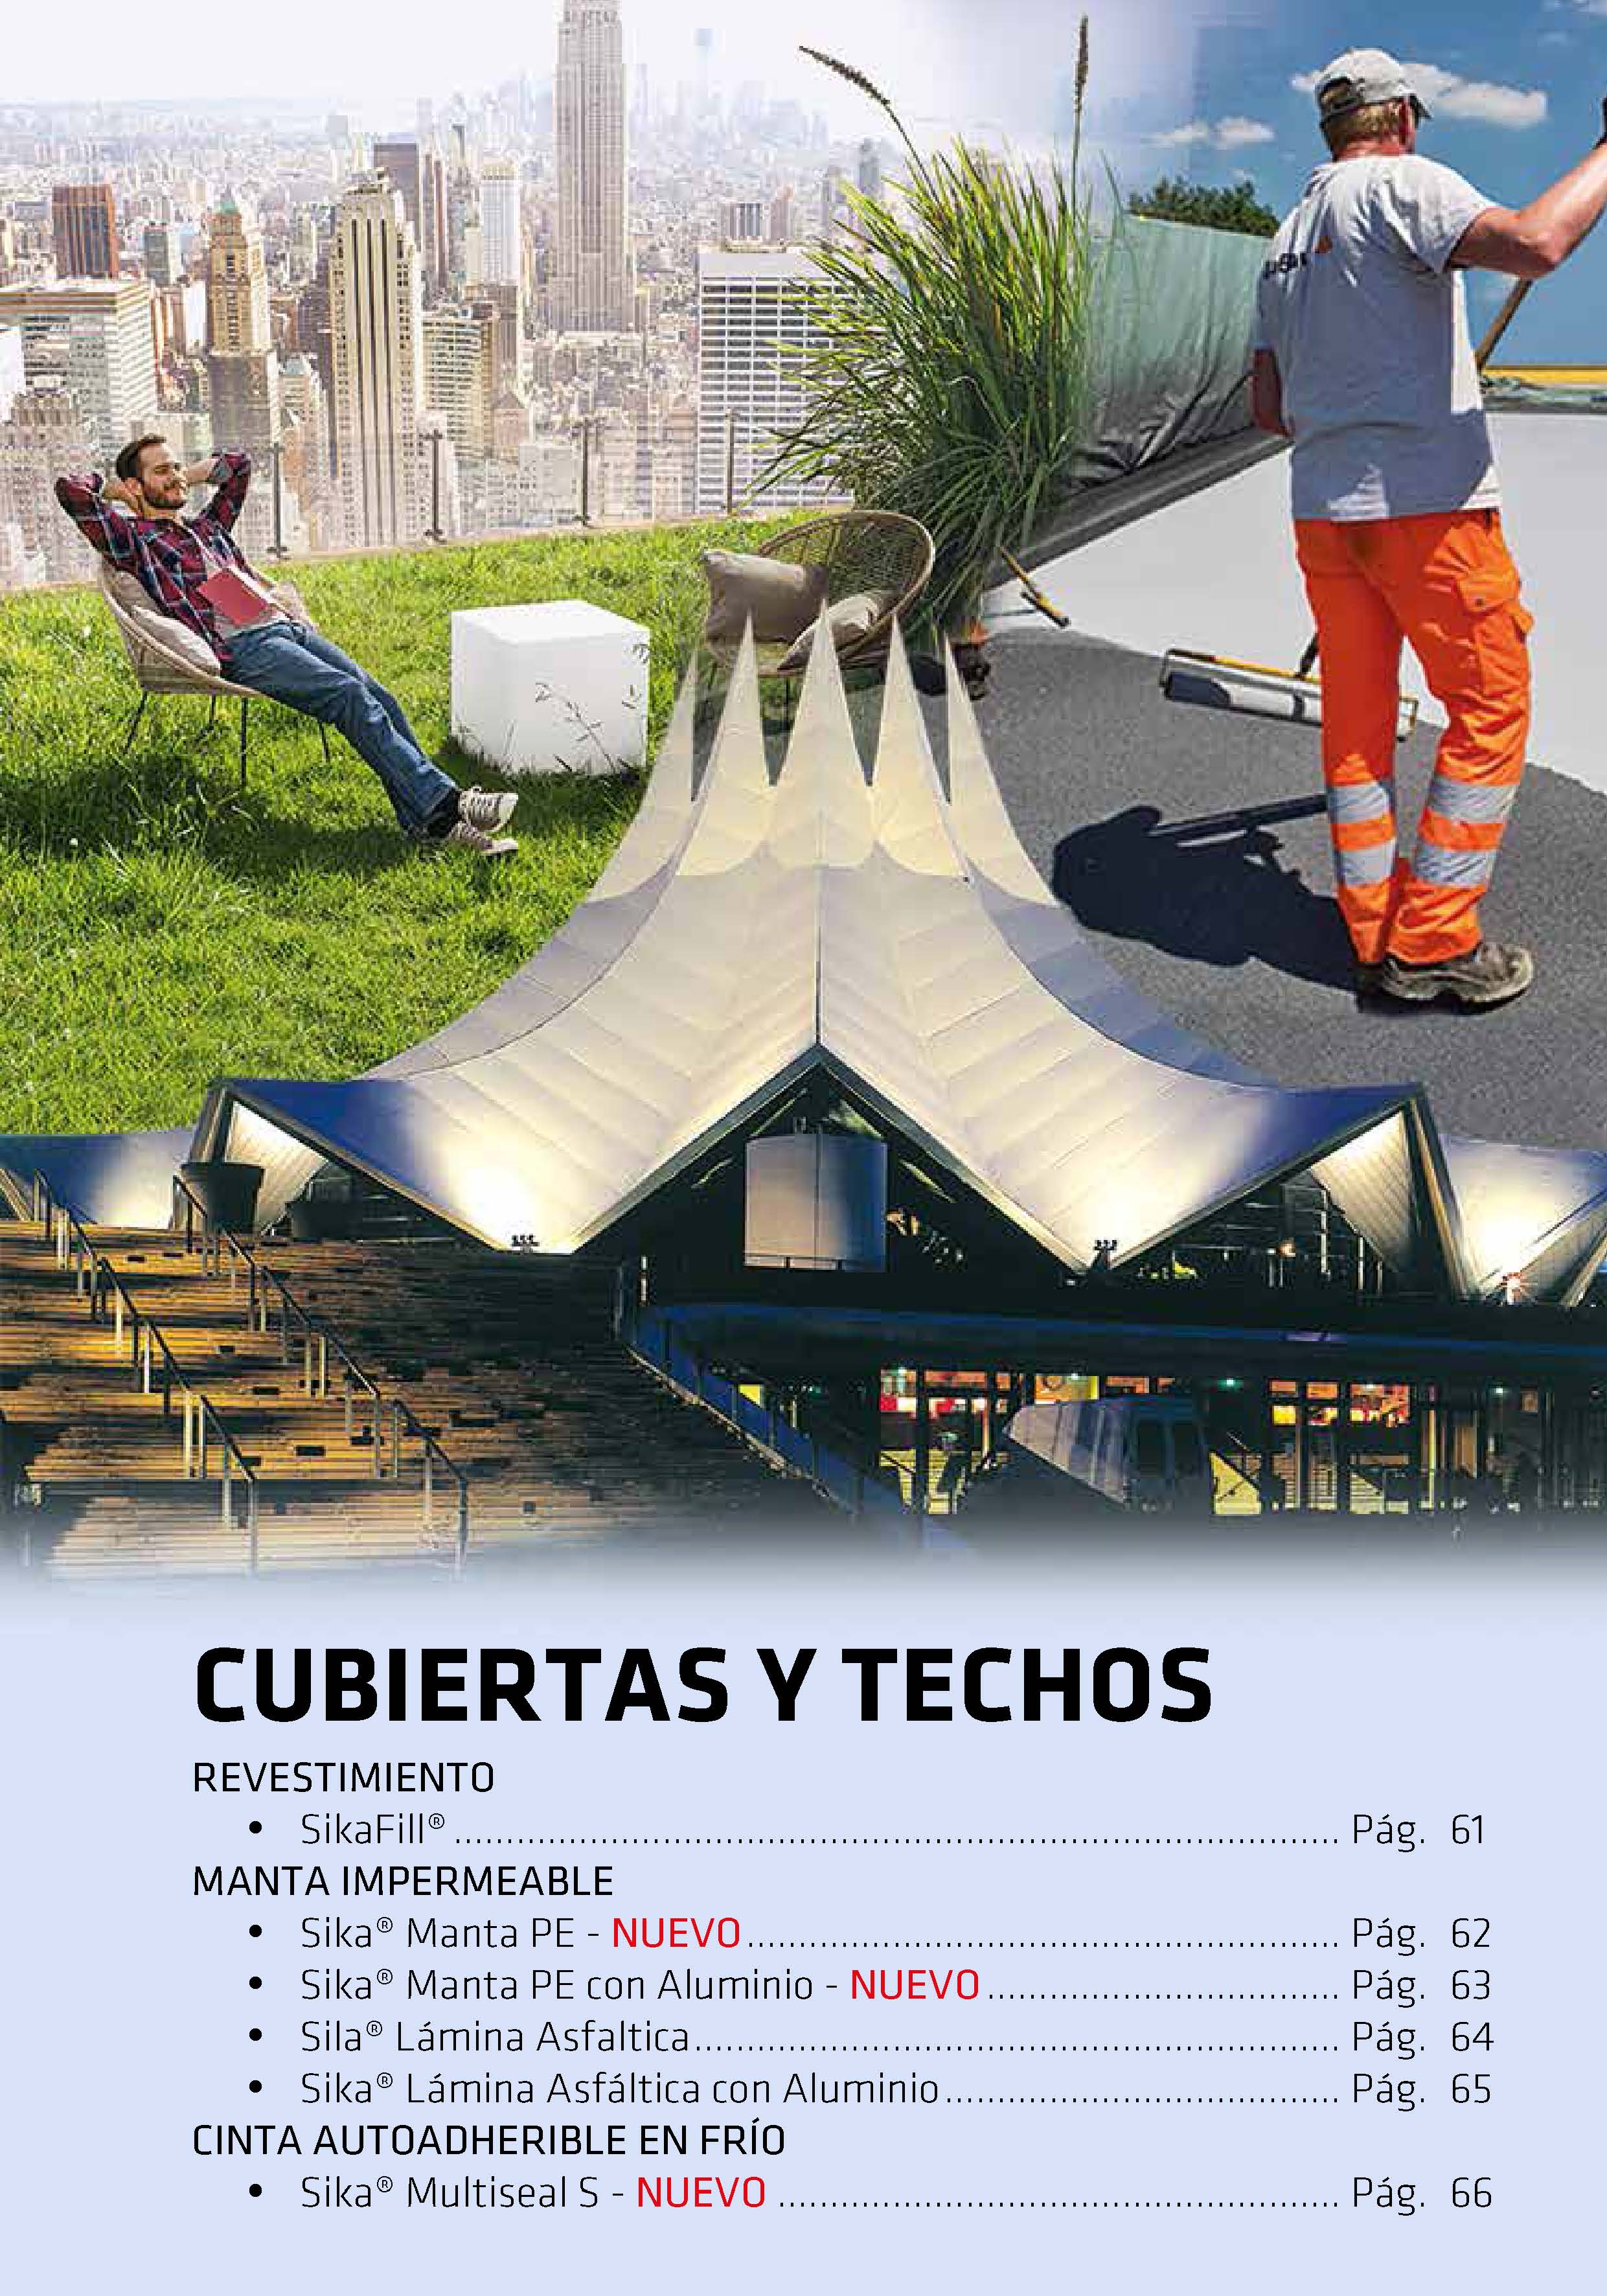 CUBIERTAS Y TECHOS
REVESTIMIENTO
• SikaFill® ........................................................ Pág. 61
MANTA IMPERMEABLE
• Sika® Manta PE - NUEVO ........................................................ Pág. 62
• Sika® Manta PE con Aluminio - NUEVO .................................. Pág. 63
• Sila® Lámina Asfaltica ........................................................ Pág. 64
• Sika® Lámina Asfáltica con Aluminio ...................................... Pág. 65
CINTA AUTOADHERIBLE EN FRÍO
• Sika® Multiseal S - NUEVO ...................................................... Pág. 66